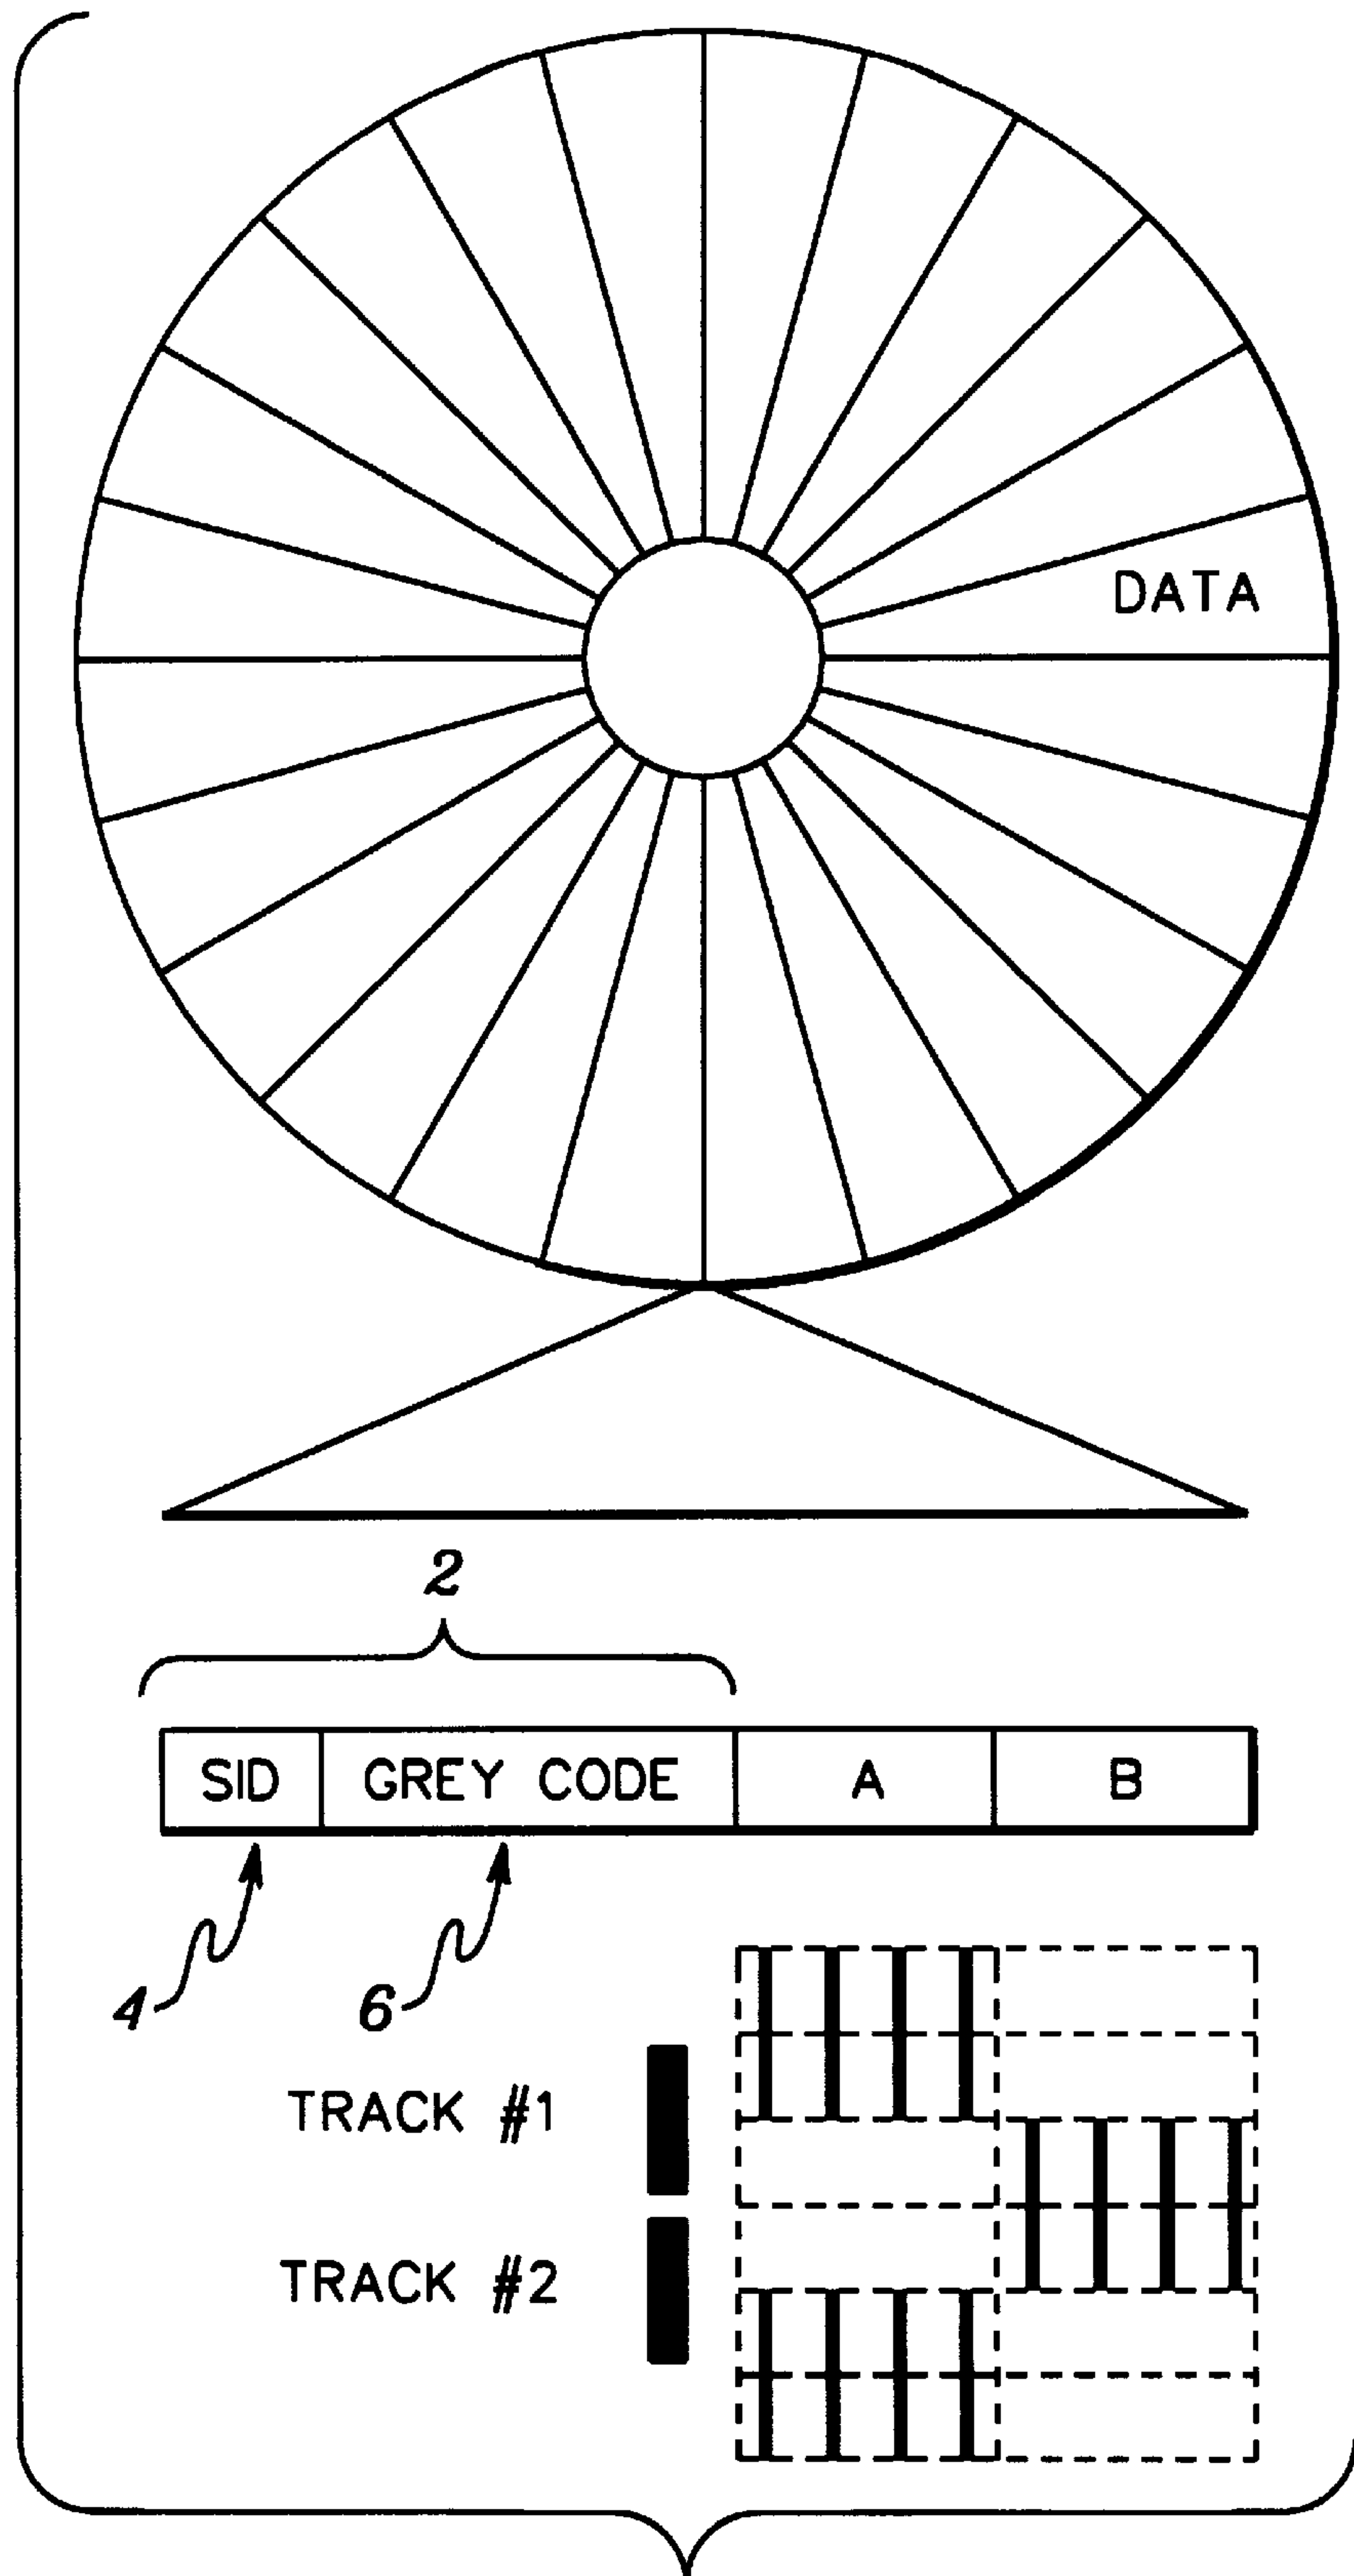 DATA
2
SID GREY CODE A B
4 6
TRACK #1
TRACK #2